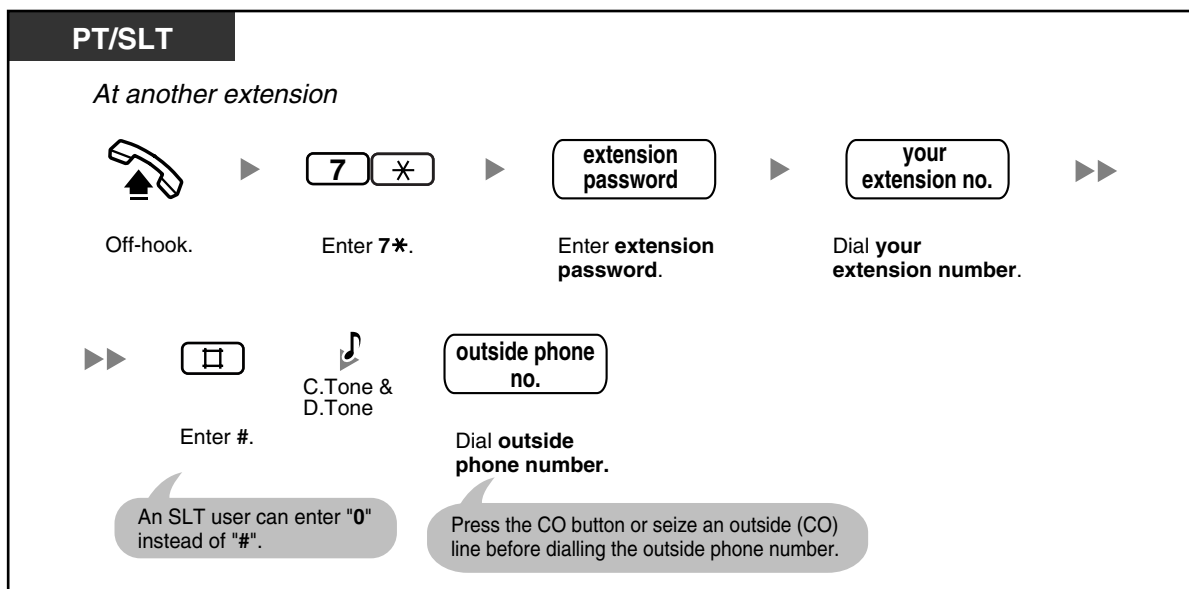 PT/SLT
At another extension
7 ✳
extension
password
your
extension no.
Off-hook.
Enter 7✳.
Enter extension
password.
Dial your
extension number.
#
C.Tone &
D.Tone
outside phone
no.
Enter #.
Dial outside
phone number.
An SLT user can enter "0"
instead of "#".
Press the CO button or seize an outside (CO)
line before dialling the outside phone number.